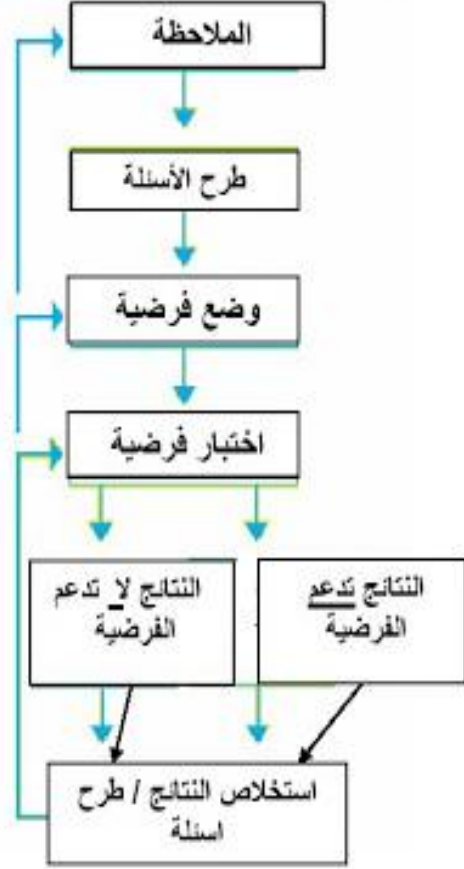 الملاحظة
طرح الأسئلة
وضع فرضية
اختبار فرضية
النتائج تدعم
الفرضية
النتائج لا تدعم
الفرضية
استخلاص النتائج / طرح
اسئلة